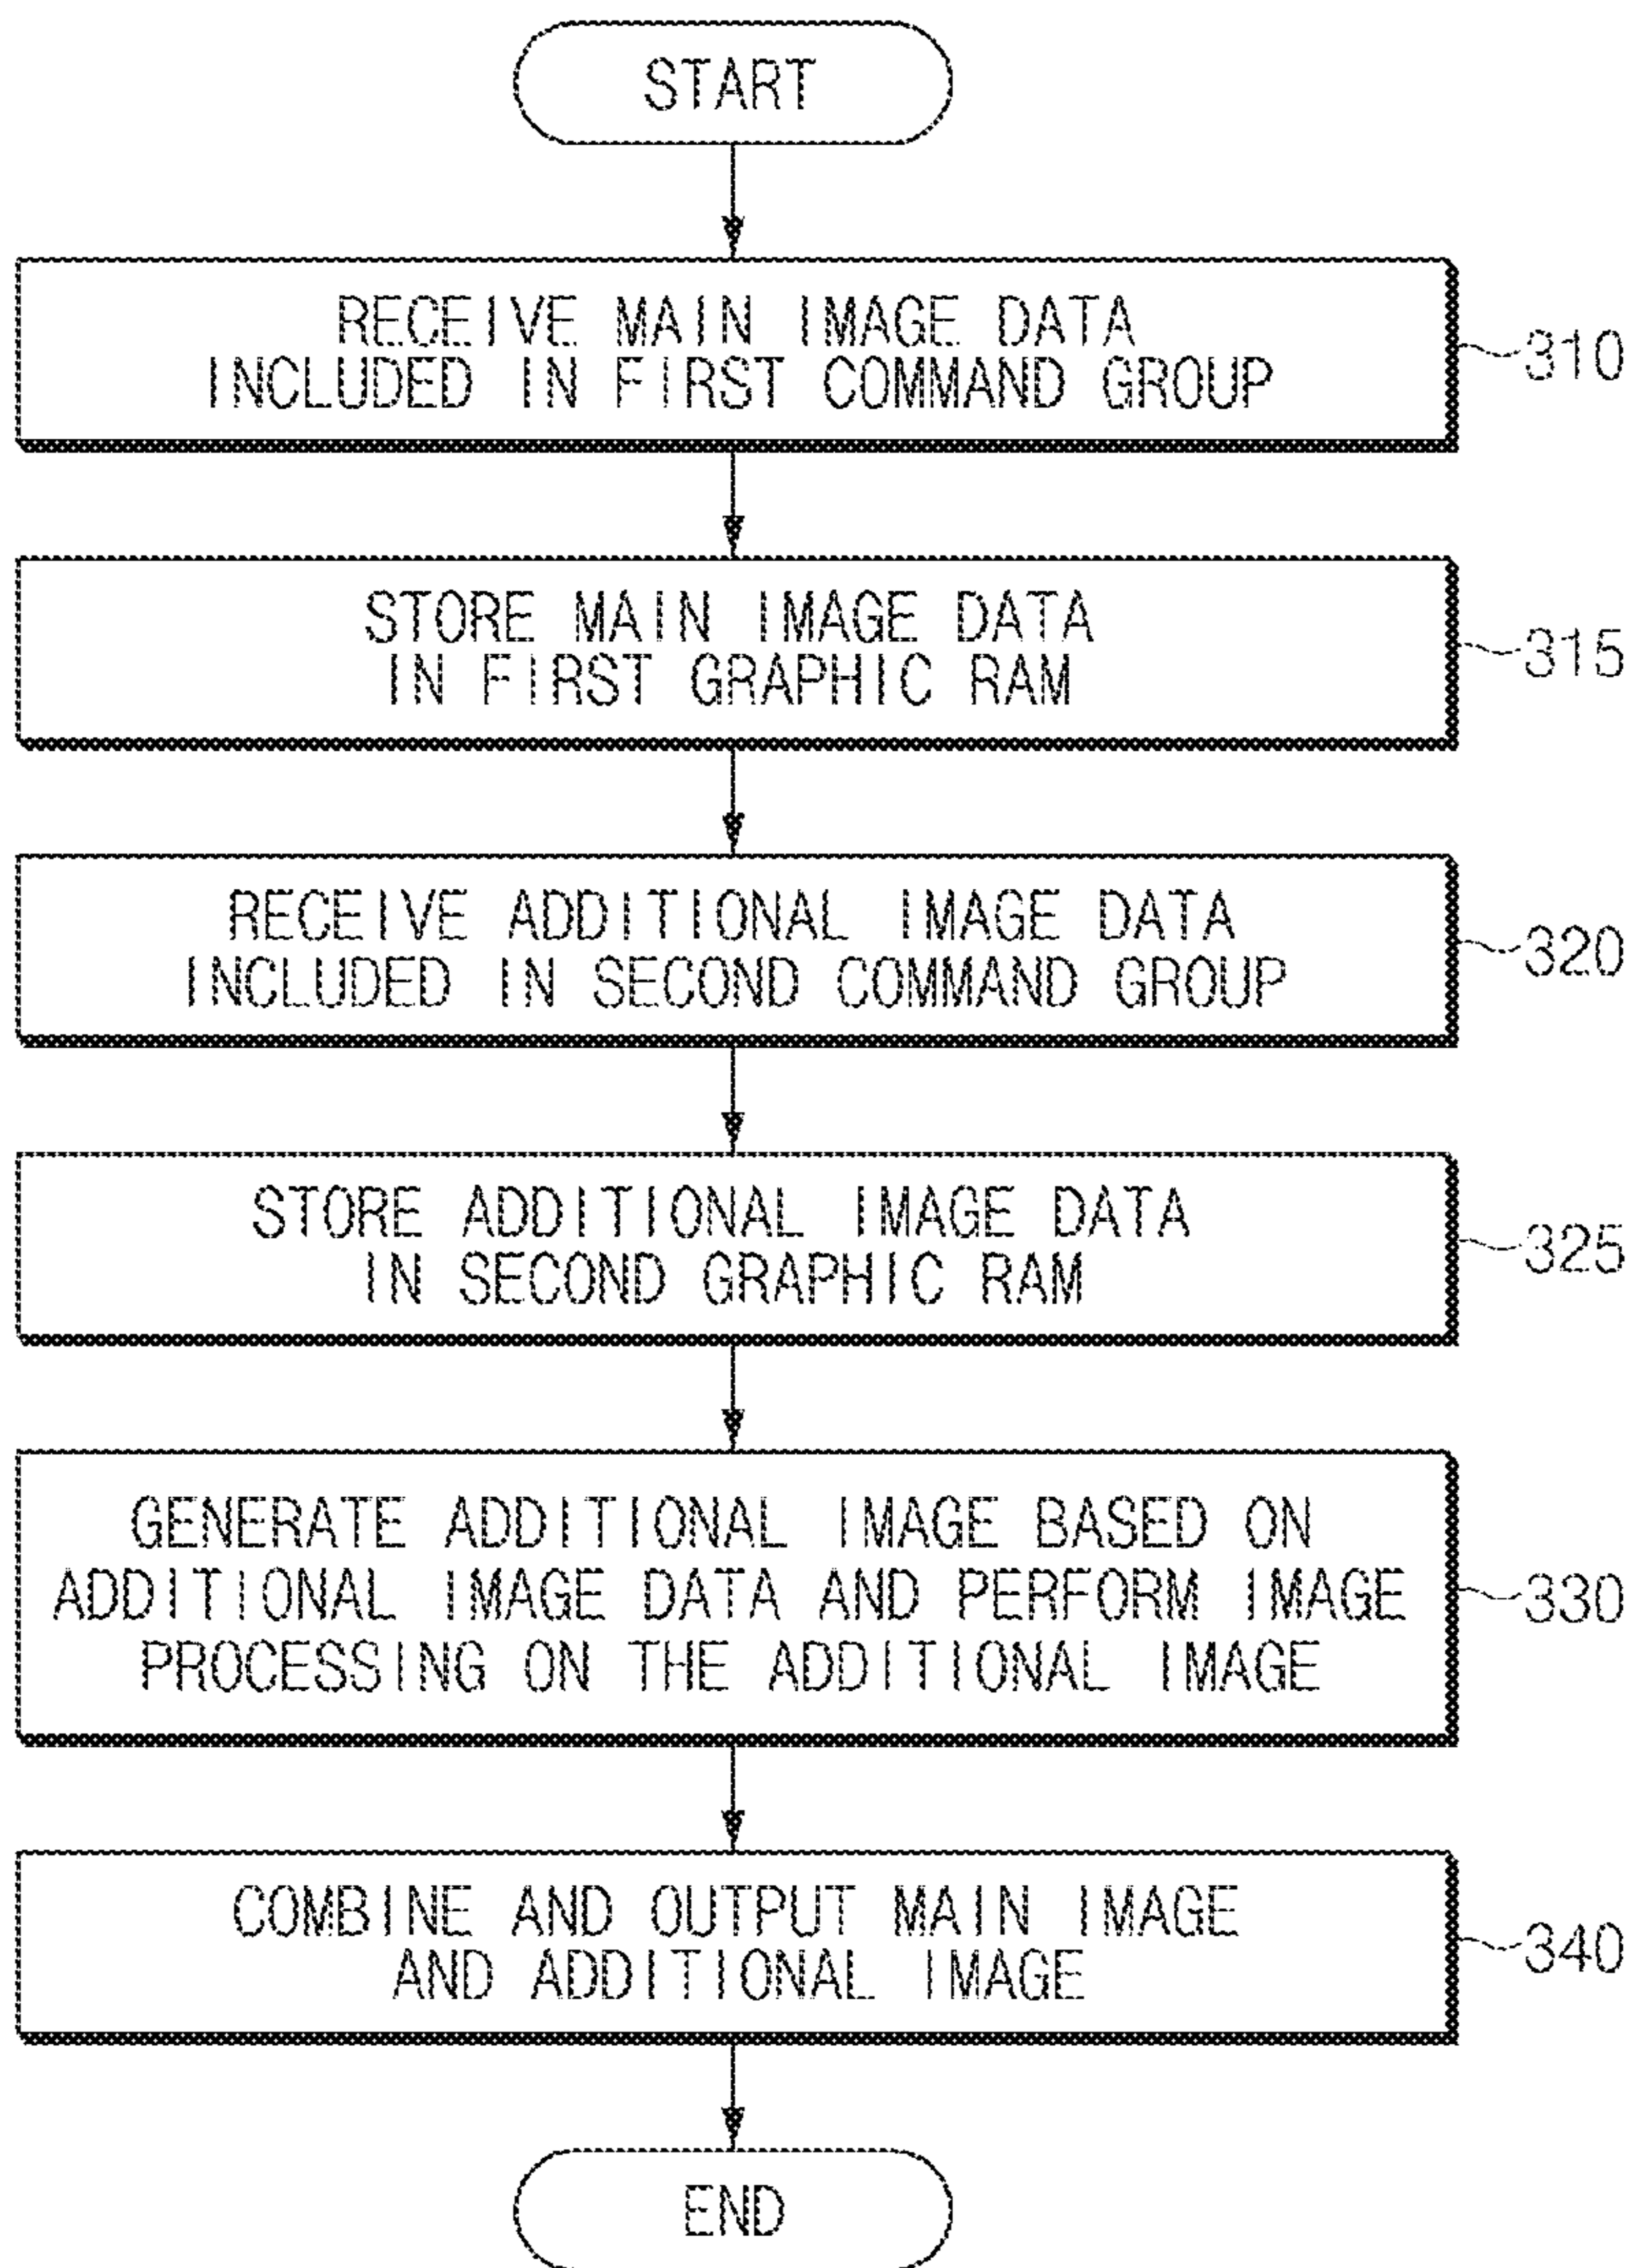 START
RECEIVE MAIN IMAGE DATA
INCLUDED IN FIRST COMMAND GROUP
310
STORE MAIN IMAGE DATA
IN FIRST GRAPHIC RAM
315
RECEIVE ADDITIONAL IMAGE DATA
INCLUDED IN SECOND COMMAND GROUP
320
STORE ADDITIONAL IMAGE DATA
IN SECOND GRAPHIC RAM
325
GENERATE ADDITIONAL IMAGE BASED ON
ADDITIONAL IMAGE DATA AND PERFORM IMAGE
PROCESSING ON THE ADDITIONAL IMAGE
330
COMBINE AND OUTPUT MAIN IMAGE
AND ADDITIONAL IMAGE
340
END